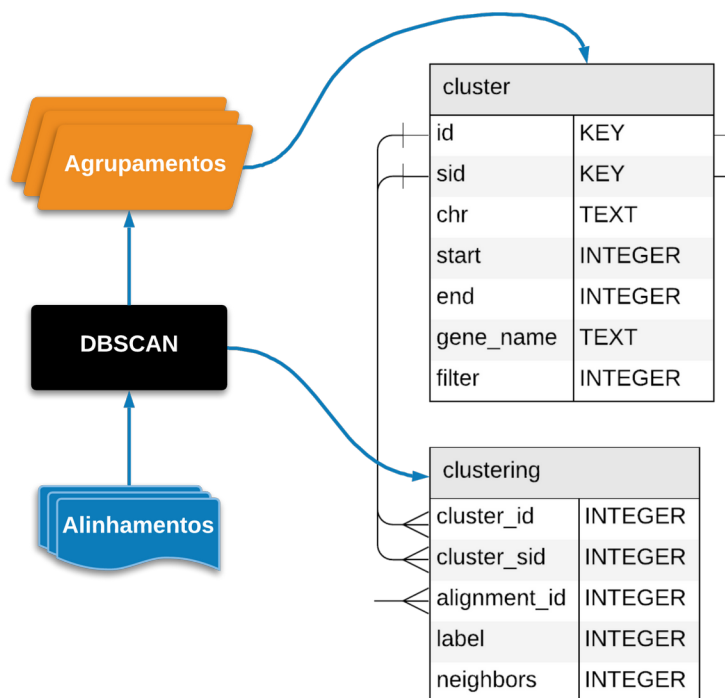 Agrupamentos
DBSCAN
Alinhamentos
cluster
id KEY
sid KEY
chr TEXT
start INTEGER
end INTEGER
gene_name TEXT
filter INTEGER
clustering
cluster_id INTEGER
cluster_sid INTEGER
alignment_id INTEGER
label INTEGER
neighbors INTEGER